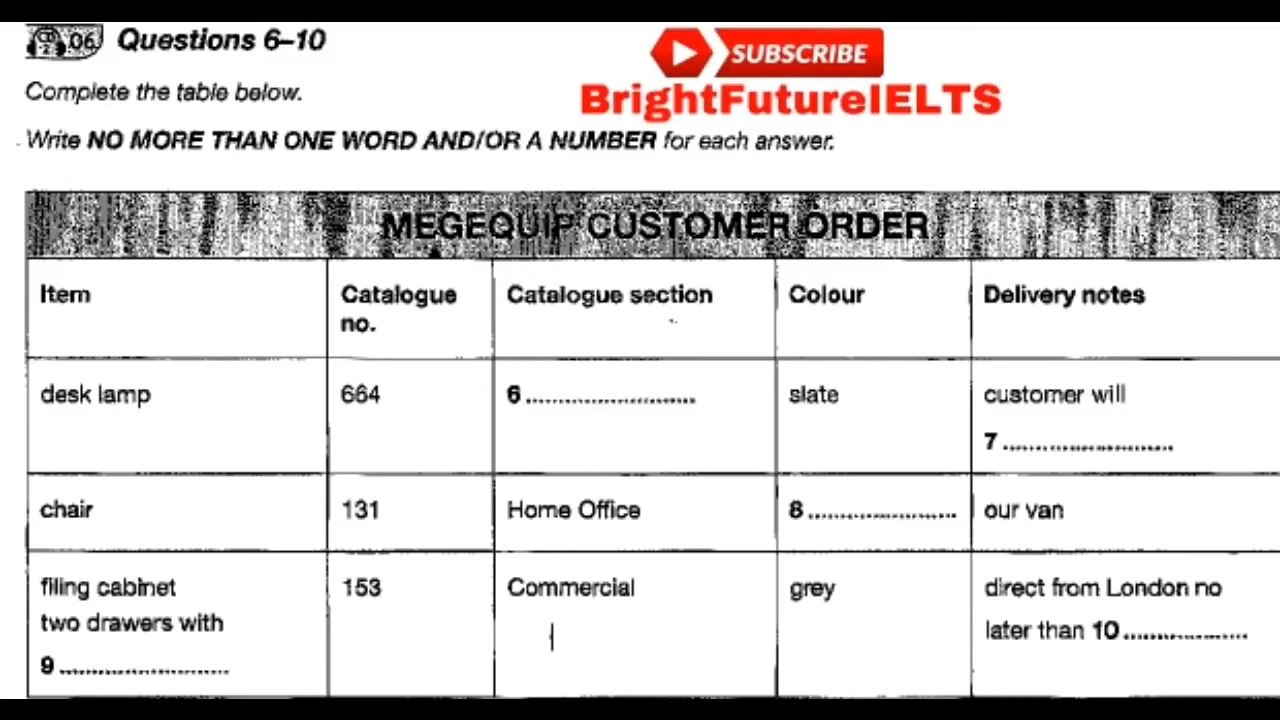 CD 2 06 Questions 6–10
SUBSCRIBE
BrightFutureIELTS
Complete the table below.
Write NO MORE THAN ONE WORD AND/OR A NUMBER for each answer.
MEGEQUIP CUSTOMER ORDER
Item
Catalogue no.
Catalogue section
Colour
Delivery notes
desk lamp
664
6 ..........................
slate
customer will
7 ..........................
chair
131
Home Office
8 .......................
our van
filing cabinet
two drawers with
9 ..........................
153
Commercial
grey
direct from London no
later than 10 ...................